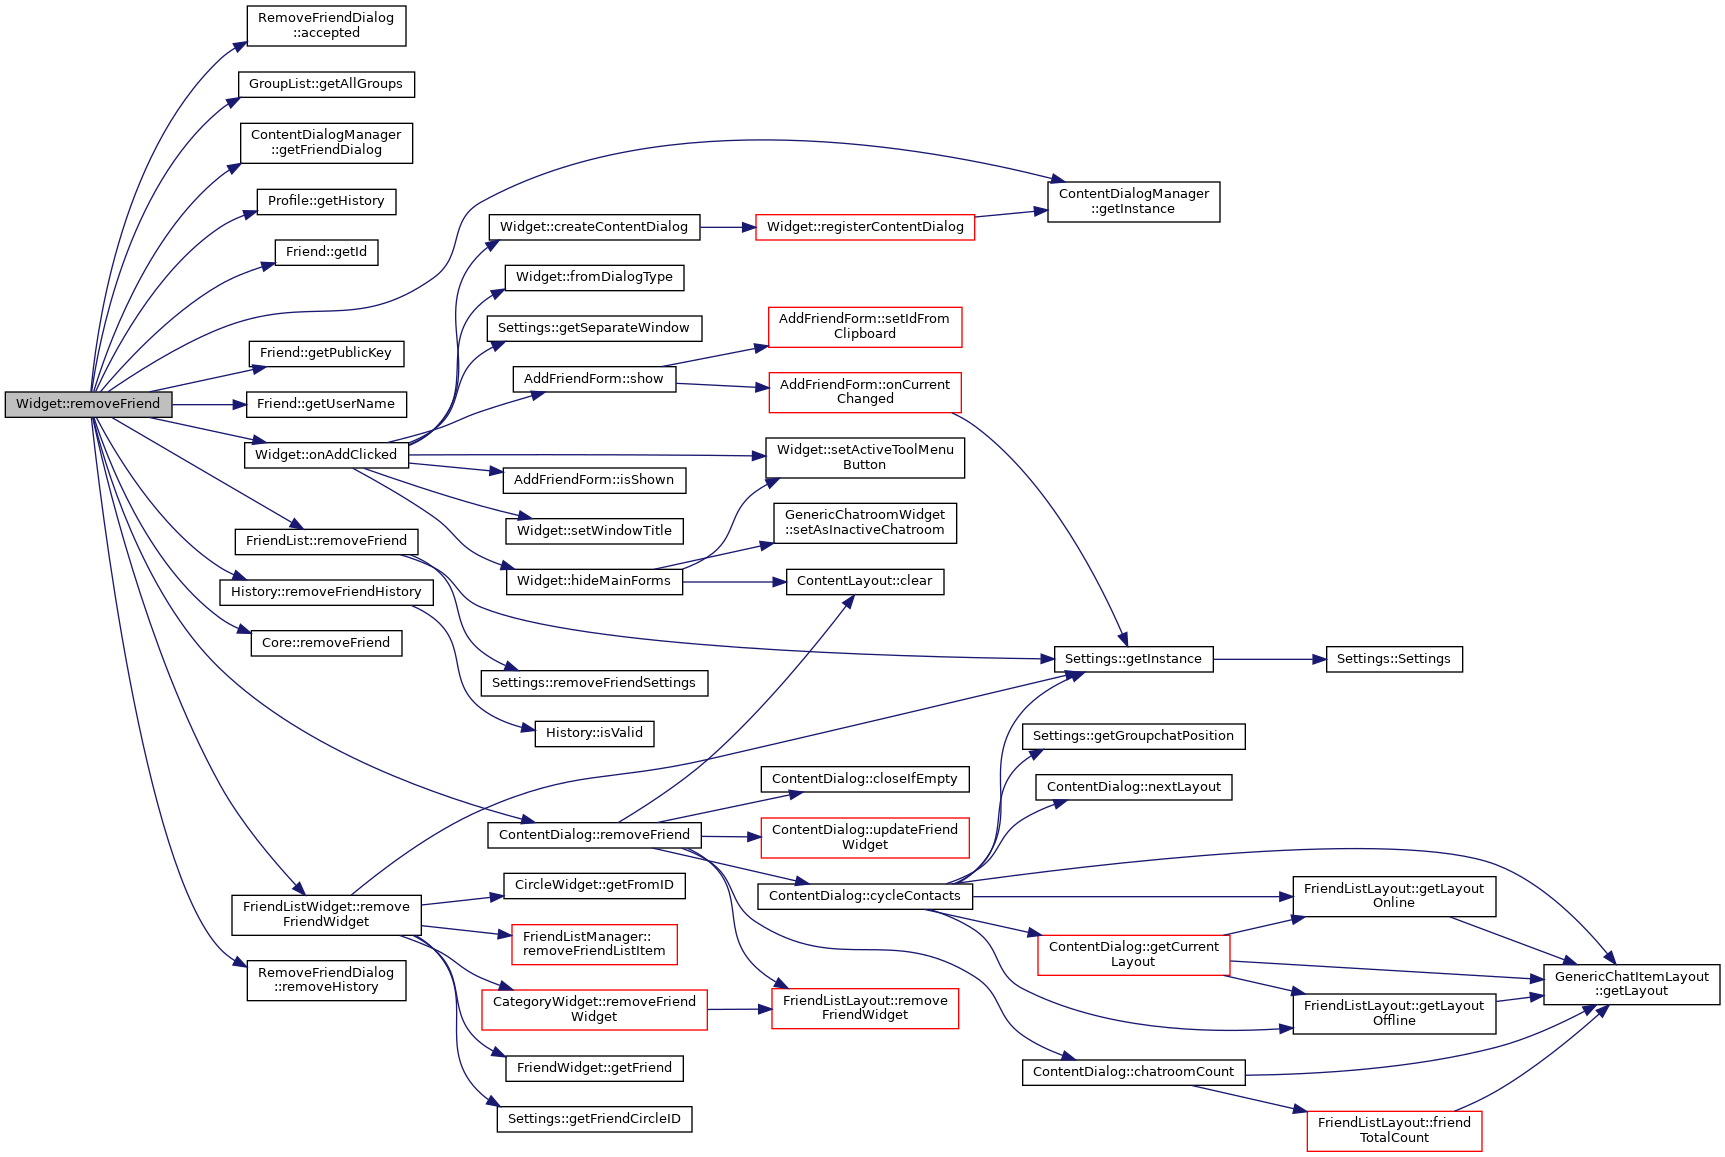 RemoveFriendDialog
::accepted
GroupList::getAllGroups
ContentDialogManager
::getFriendDialog
Profile::getHistory
Friend::getId
Friend::getPublicKey
Friend::getUserName
Widget::removeFriend
Widget::onAddClicked
FriendList::removeFriend
History::removeFriendHistory
Core::removeFriend
FriendListWidget::remove
FriendWidget
RemoveFriendDialog
::removeHistory
Widget::createContentDialog
Widget::fromDialogType
Settings::getSeparateWindow
AddFriendForm::show
AddFriendForm::isShown
Widget::setWindowTitle
Widget::hideMainForms
Settings::removeFriendSettings
History::isValid
ContentDialog::removeFriend
CircleWidget::getFromID
FriendListManager::
removeFriendListItem
CategoryWidget::removeFriend
Widget
FriendWidget::getFriend
Settings::getFriendCircleID
Widget::registerContentDialog
AddFriendForm::setIdFrom
Clipboard
AddFriendForm::onCurrent
Changed
Widget::setActiveToolMenu
Button
GenericChatroomWidget
::setAsInactiveChatroom
ContentLayout::clear
ContentDialog::closeIfEmpty
ContentDialog::updateFriend
Widget
ContentDialog::cycleContacts
FriendListLayout::remove
FriendWidget
ContentDialogManager
::getInstance
Settings::getInstance
Settings::getGroupchatPosition
ContentDialog::nextLayout
ContentDialog::getCurrent
Layout
ContentDialog::chatroomCount
Settings::Settings
FriendListLayout::getLayout
Online
FriendListLayout::getLayout
Offline
FriendListLayout::friend
TotalCount
GenericChatItemLayout
::getLayout